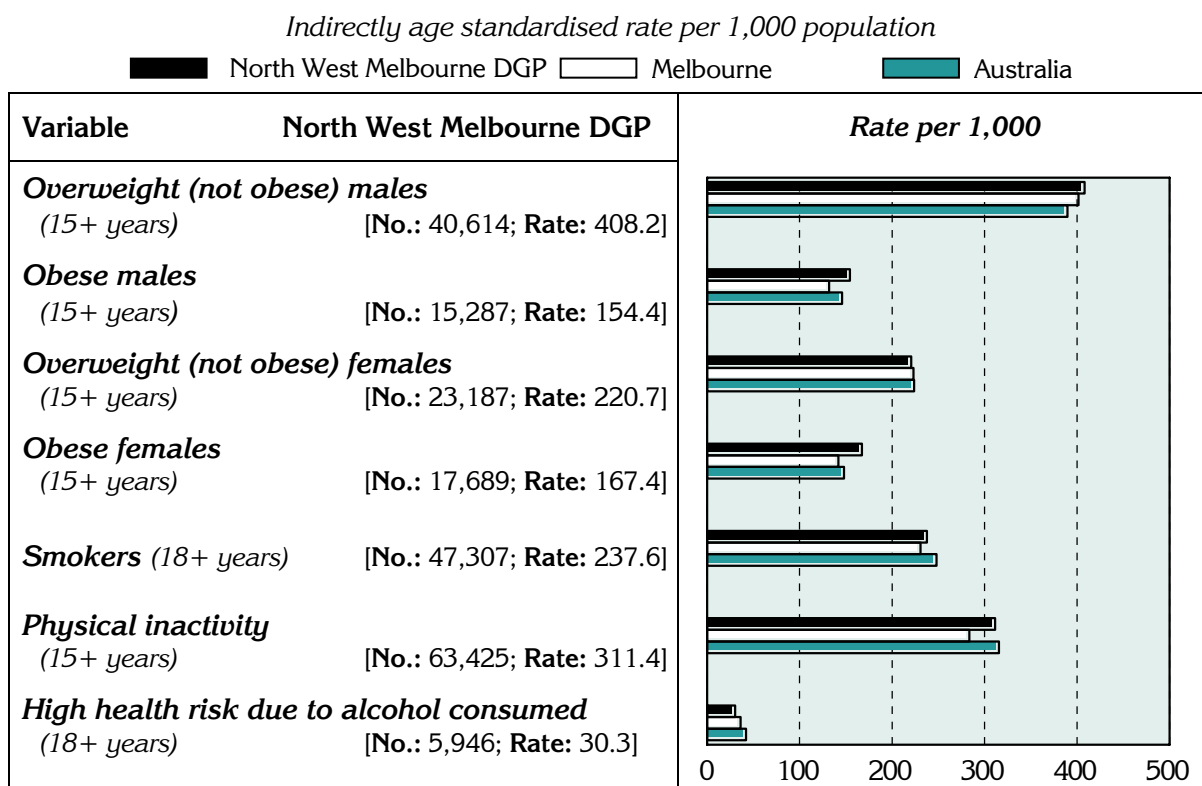 Indirectly age standardised rate per 1,000 population
North West Melbourne DGP Melbourne Australia
Variable North West Melbourne DGP Rate per 1,000
Overweight (not obese) males
(15+ years) [No.: 40,614; Rate: 408.2]
Obese males
(15+ years) [No.: 15,287; Rate: 154.4]
Overweight (not obese) females
(15+ years) [No.: 23,187; Rate: 220.7]
Obese females
(15+ years) [No.: 17,689; Rate: 167.4]
Smokers (18+ years) [No.: 47,307; Rate: 237.6]
Physical inactivity
(15+ years) [No.: 63,425; Rate: 311.4]
High health risk due to alcohol consumed
(18+ years) [No.: 5,946; Rate: 30.3]
0 100 200 300 400 500